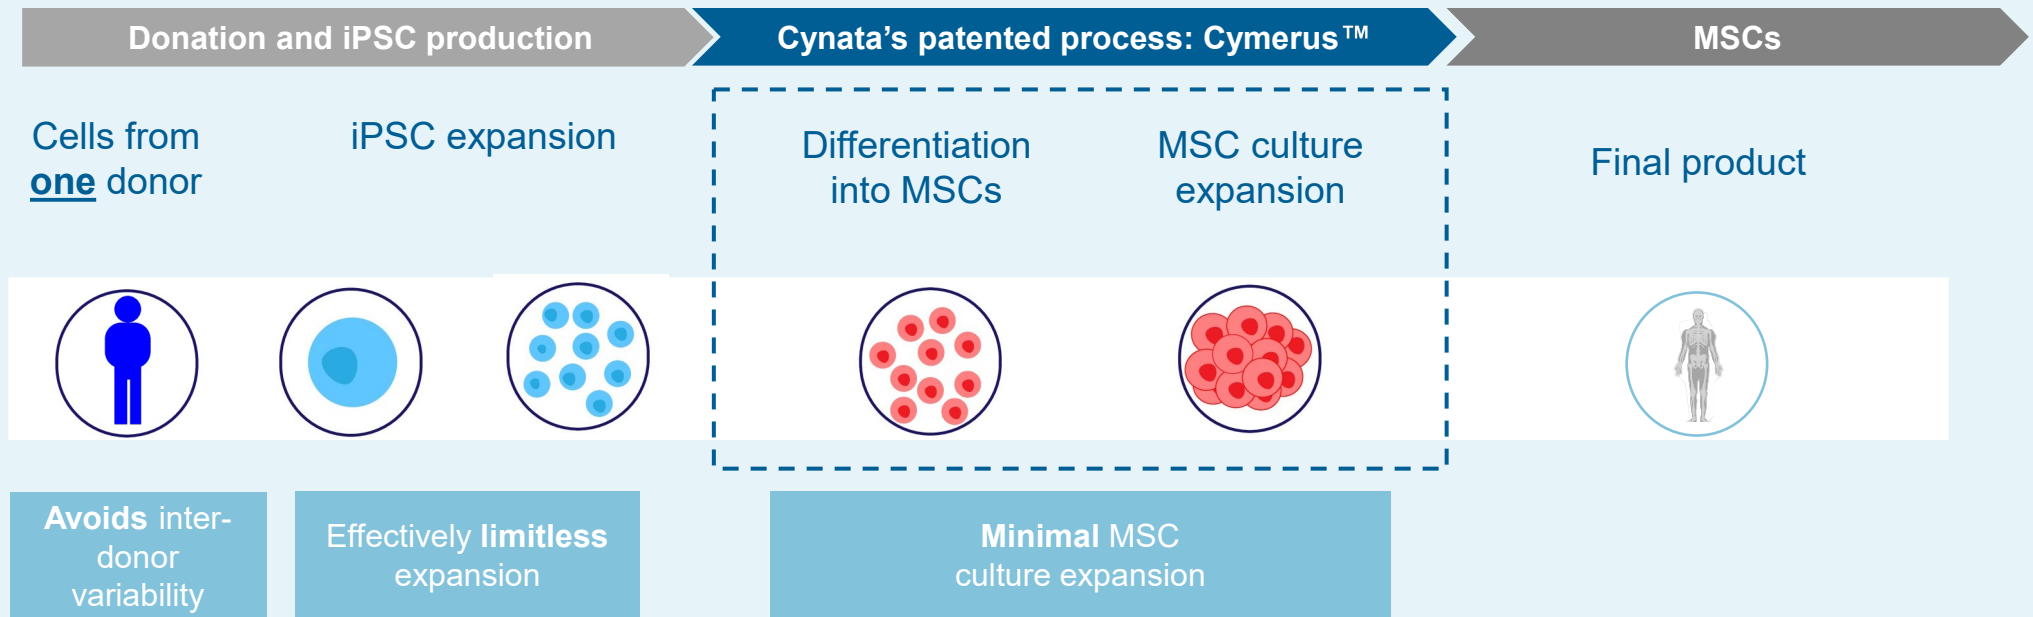 Donation and iPSC production
Cynata's patented process: Cymerus™
MSCs
Cells from
one donor
iPSC expansion
Differentiation
into MSCs
MSC culture
expansion
Final product
Avoids inter-
donor
variability
Effectively limitless
expansion
Minimal MSC
culture expansion